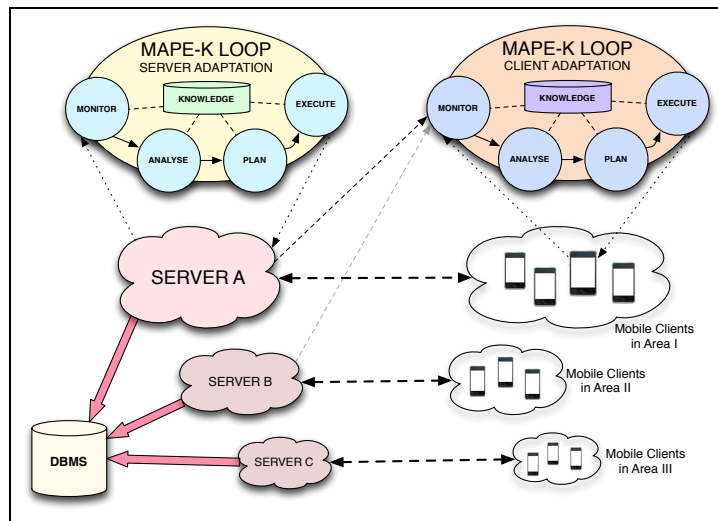 MAPE-K LOOP
SERVER ADAPTATION
KNOWLEDGE
MONITOR
EXECUTE
ANALYSE
PLAN
MAPE-K LOOP
CLIENT ADAPTATION
KNOWLEDGE
MONITOR
EXECUTE
ANALYSE
PLAN
SERVER A
Mobile Clients
in Area I
SERVER B
Mobile Clients
in Area II
DBMS
SERVER C
Mobile Clients
in Area III